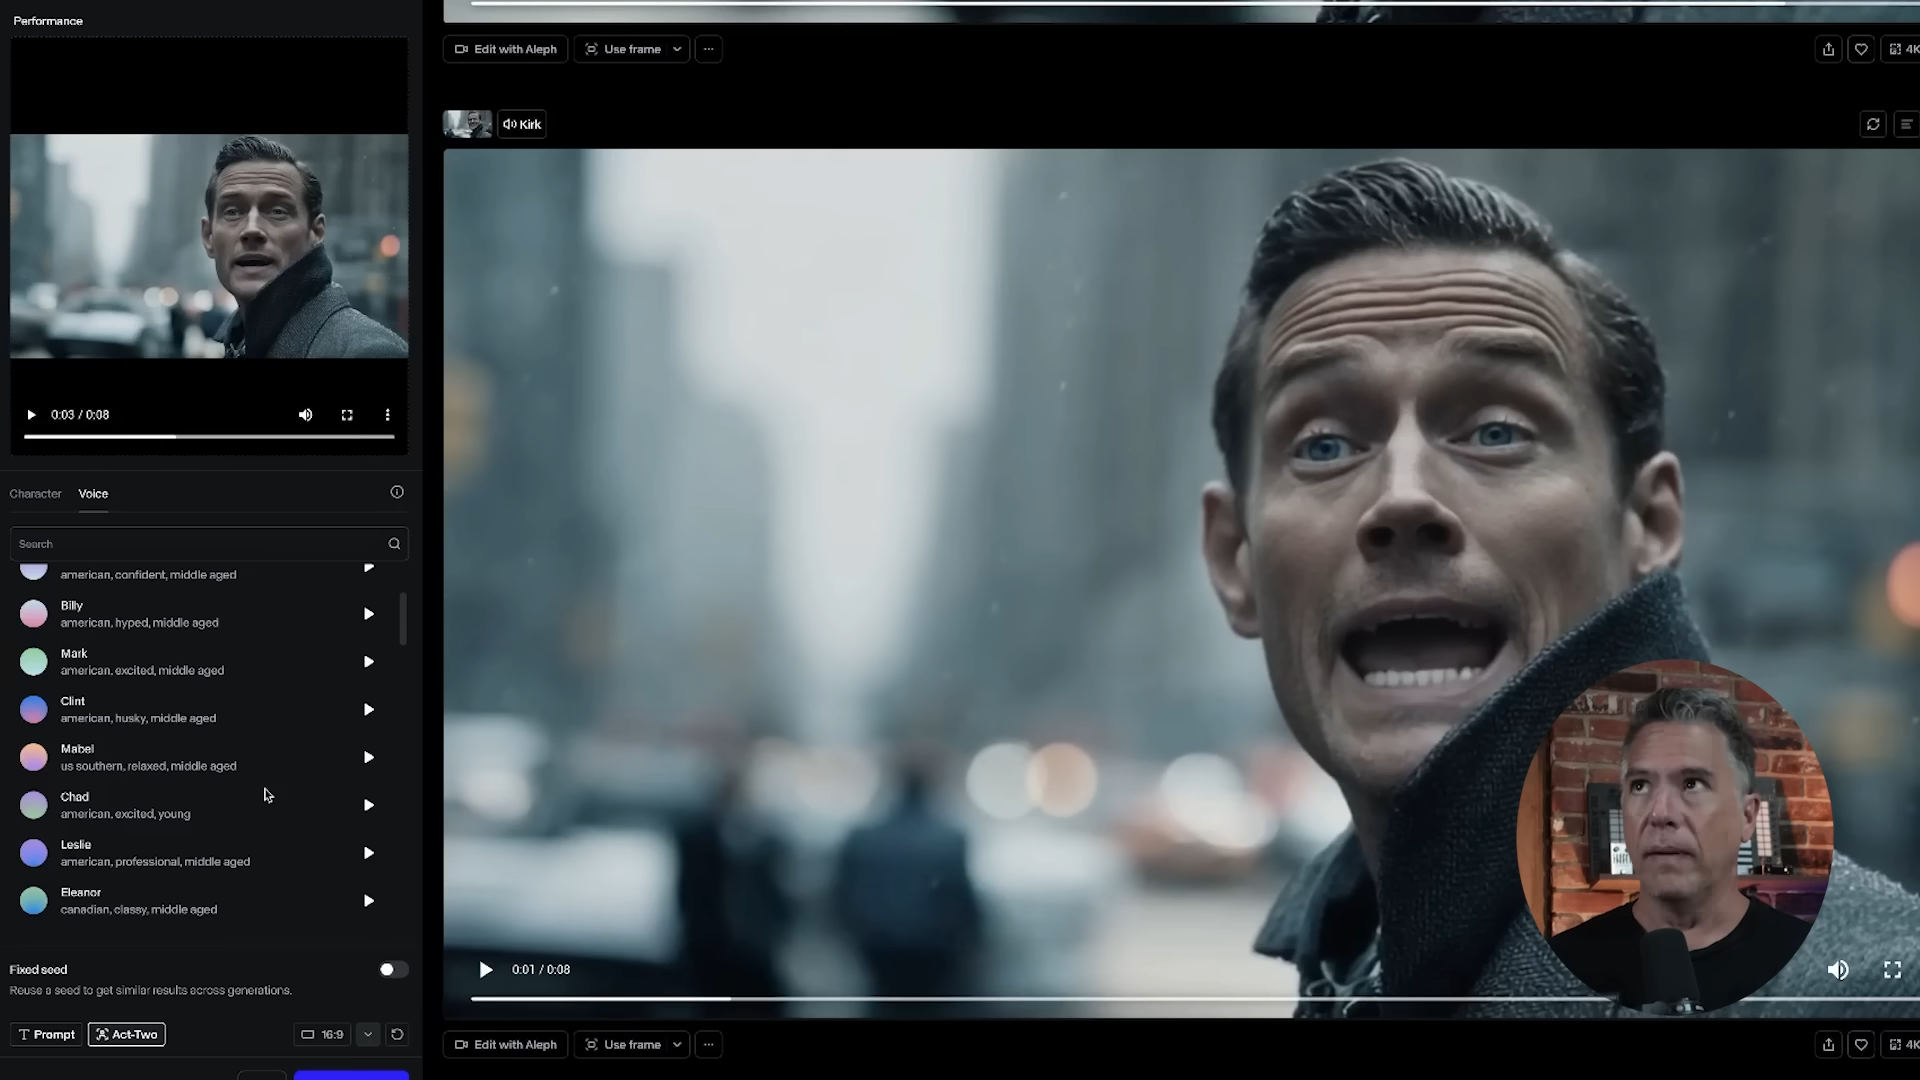 Performance
0:03 / 0:08
Character Voice
Search
american, confident, middle aged
Billy
american, hyped, middle aged
Mark
american, excited, middle aged
Clint
american, husky, middle aged
Mabel
us southern, relaxed, middle aged
Chad
american, excited, young
Leslie
american, professional, middle aged
Eleanor
canadian, classy, middle aged
Fixed seed
Reuse a seed to get similar results across generations.
Prompt Act-Two 16:9
Edit with Aleph Use frame 4K
Kirk
0:01 / 0:08
Edit with Aleph Use frame 4K